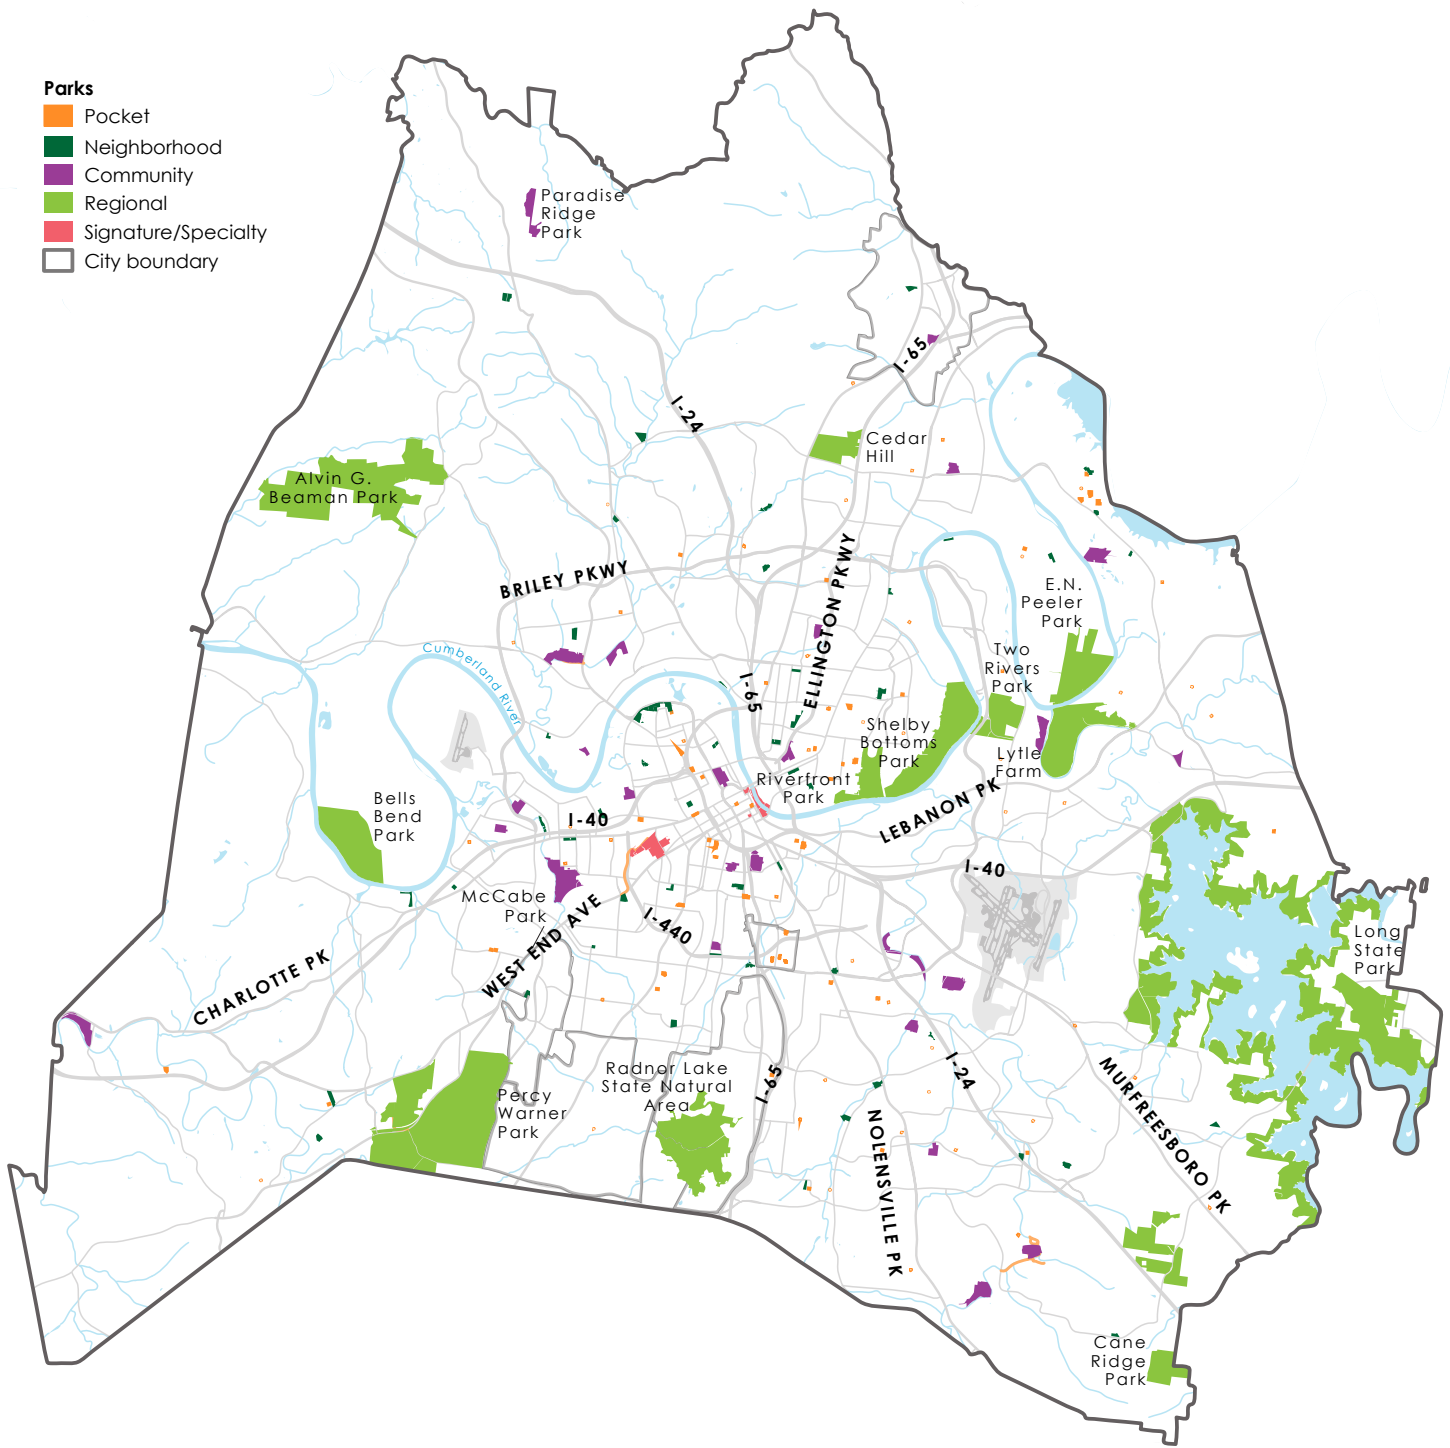 Parks
Pocket
Neighborhood
Community
Regional
Signature/Specialty
City boundary
Paradise
Ridge
Park
I-65
I-24
Cedar
Hill
Alvin G.
Beaman Park
BRILEY PKWY
ELLINGTON PKWY
E.N.
Peeler
Park
Cumberland River
Two
Rivers
Park
I-65
Shelby
Bottoms
Park
Lytle
Farm
Riverfront
Park
Bells
Bend
Park
I-40
LEBANON PK
I-40
McCabe
Park
WEST END AVE
I-440
Long
State
Park
CHARLOTTE PK
Radnor Lake
State Natural
Area
I-65
I-24
MURFREESBORO PK
Percy
Warner
Park
NOLENSVILLE PK
Cane
Ridge
Park